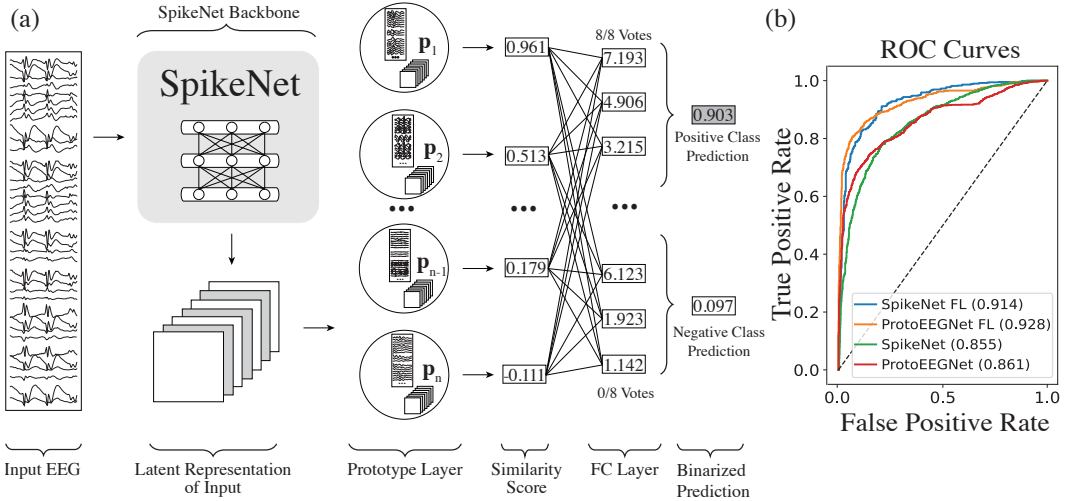 (a)
SpikeNet Backbone
SpikeNet
Input EEG
Latent Representation
of Input
p1
p2
...
pn-1
pn
Prototype Layer
0.961
0.513
...
0.179
-0.111
Similarity
Score
8/8 Votes
7.193
4.906
3.215
...
6.123
1.923
1.142
0/8 Votes
FC Layer
0.903
Positive Class
Prediction
0.097
Negative Class
Prediction
Binarized
Prediction
(b)
ROC Curves
True Positive Rate
1.0
0.8
0.6
0.4
0.2
0.0
SpikeNet FL (0.914)
ProtoEEGNet FL (0.928)
SpikeNet (0.855)
ProtoEEGNet (0.861)
0.0
0.5
1.0
False Positive Rate